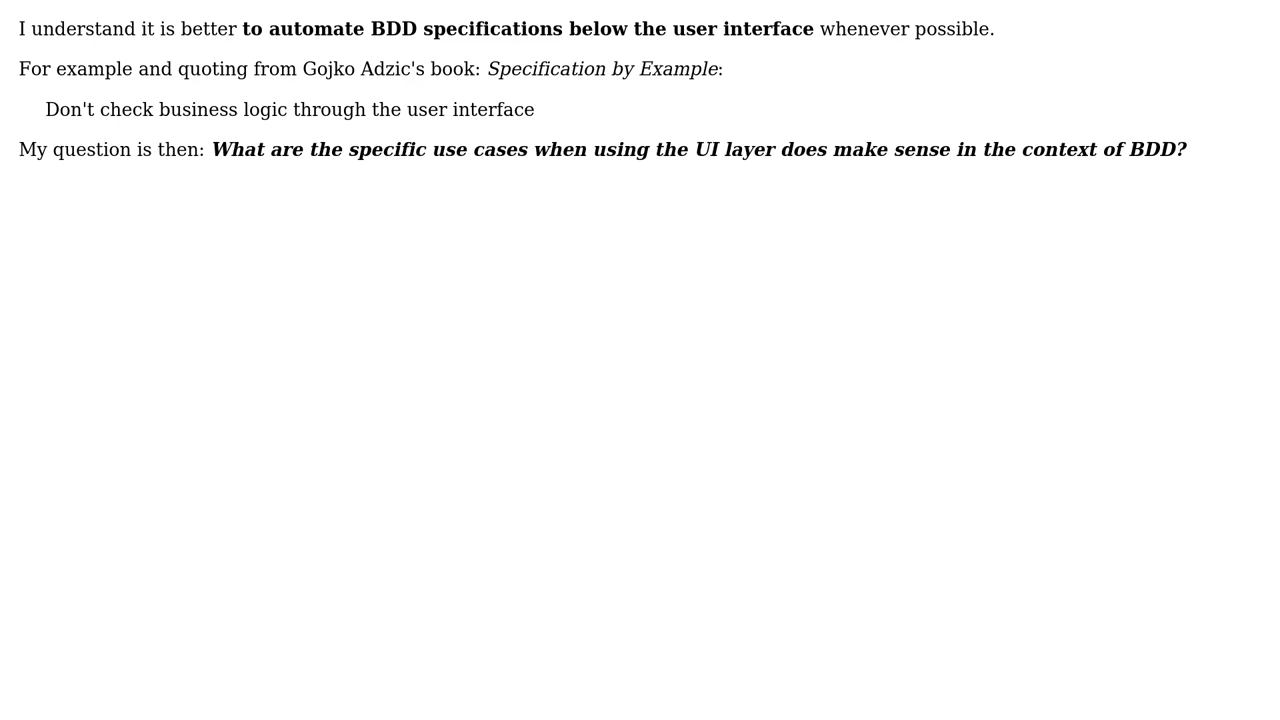 I understand it is better to automate BDD specifications below the user interface whenever possible.
For example and quoting from Gojko Adzic's book: Specification by Example:
Don't check business logic through the user interface
My question is then: What are the specific use cases when using the UI layer does make sense in the context of BDD?